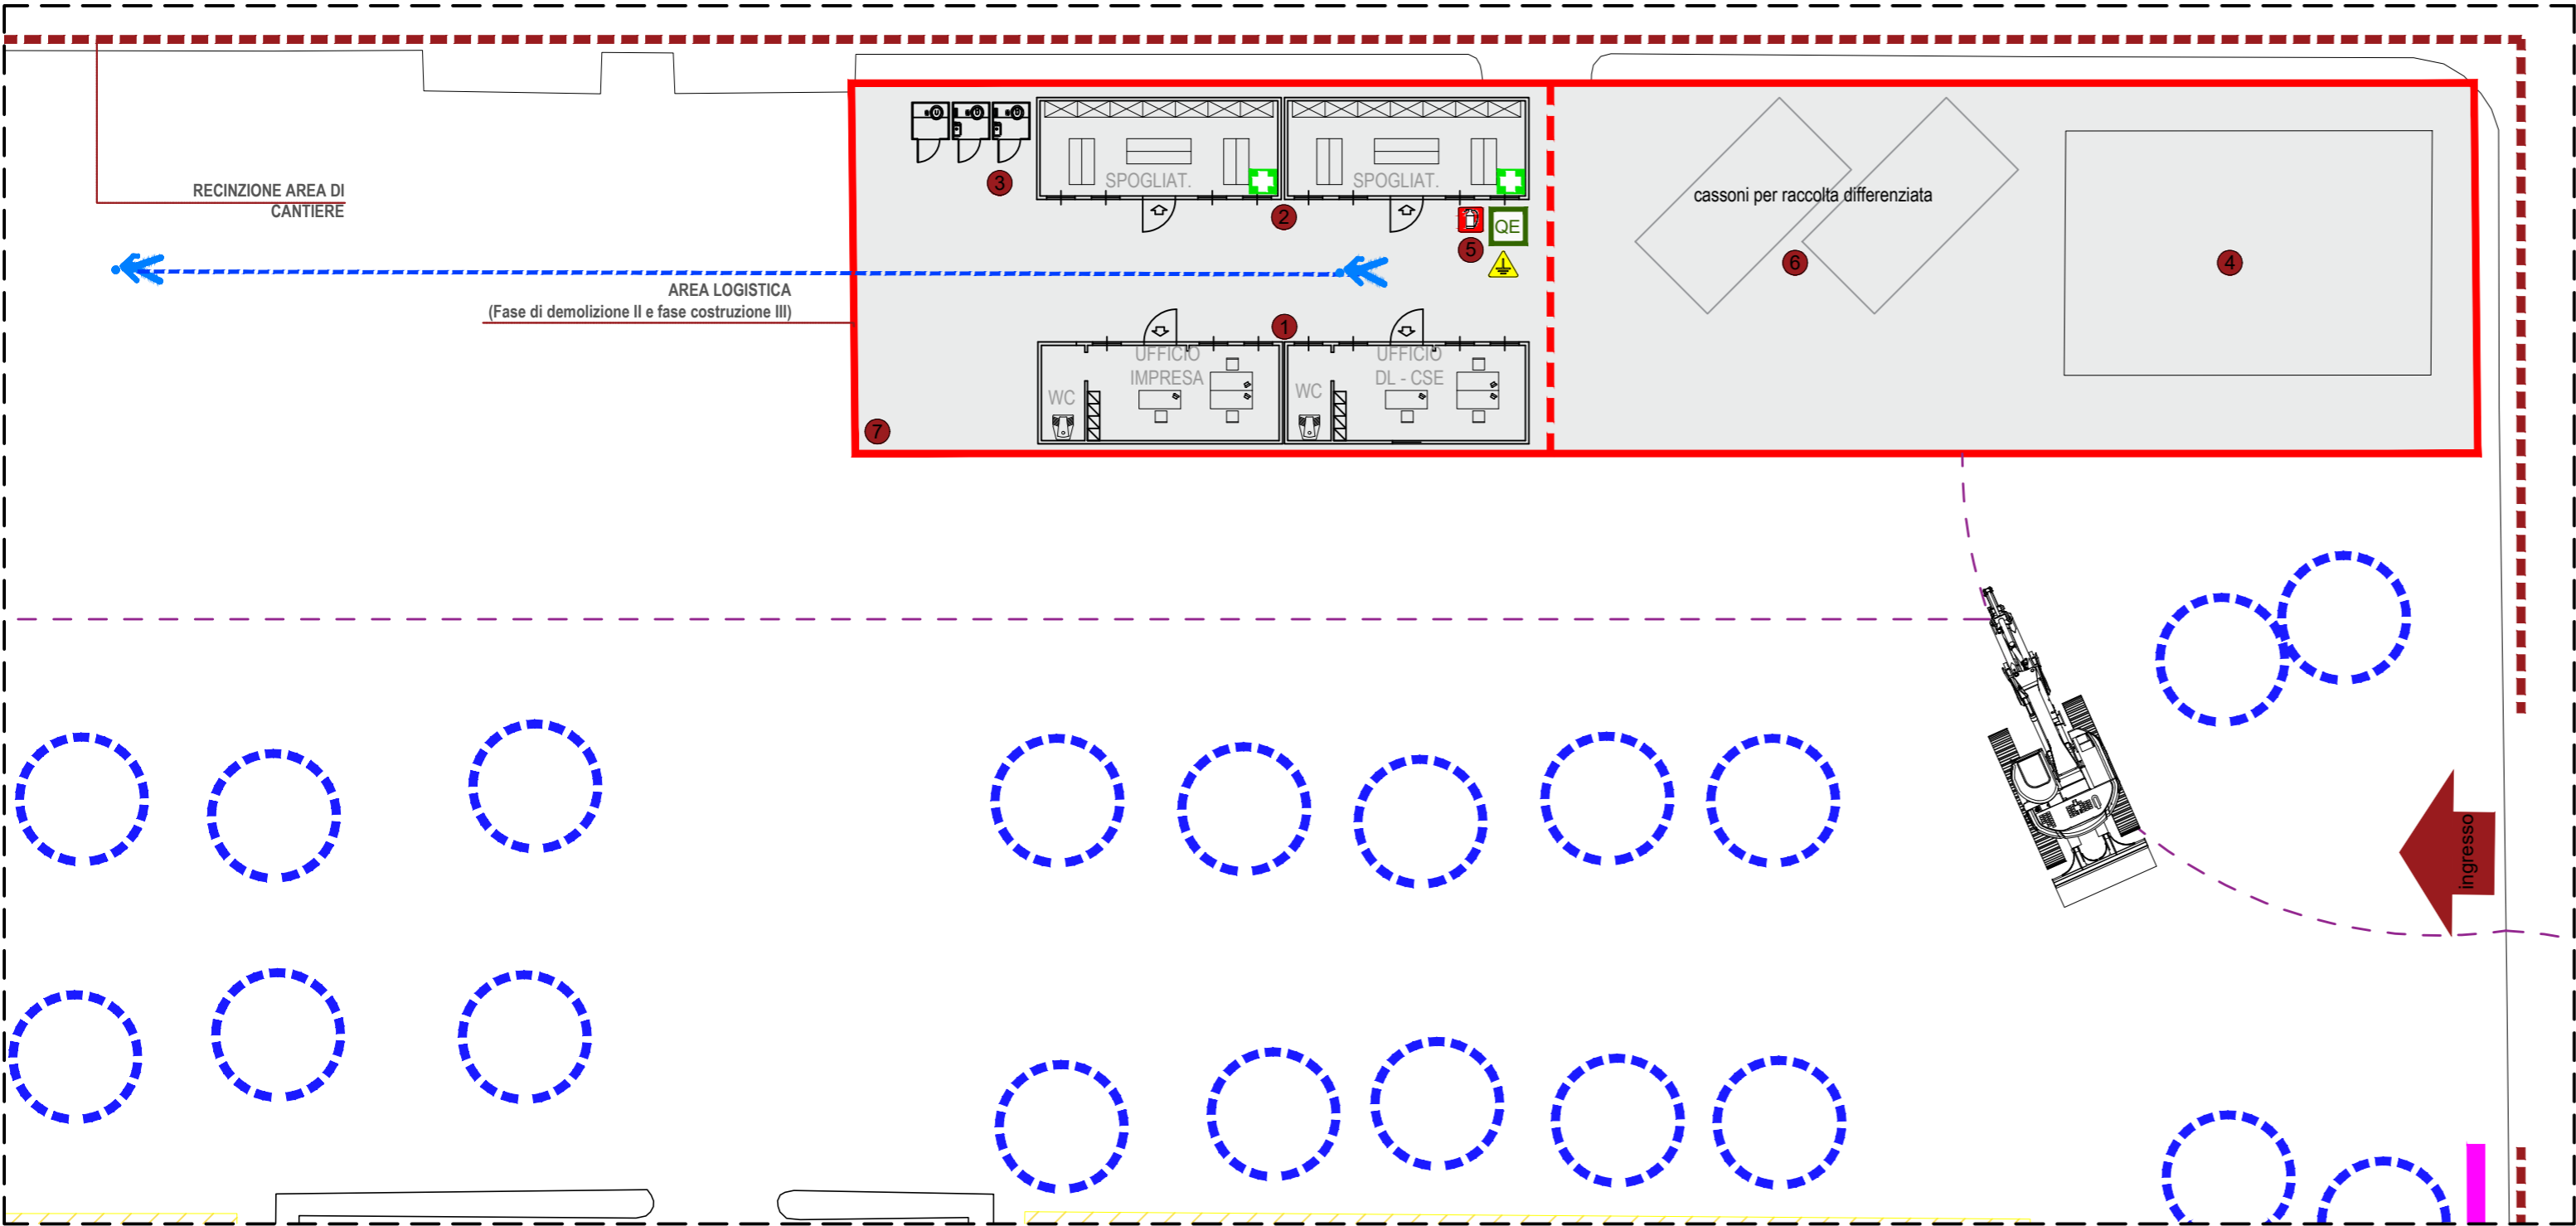 RECINZIONE AREA DI
CANTIERE
AREA LOGISTICA
(Fase di demolizione II e fase costruzione III)
3
SPOGLIAT.
SPOGLIAT.
2
5
QE
1
UFFICIO
IMPRESA
WC
UFFICIO
DL - CSE
WC
7
cassoni per raccolta differenziata
6
4
ingresso